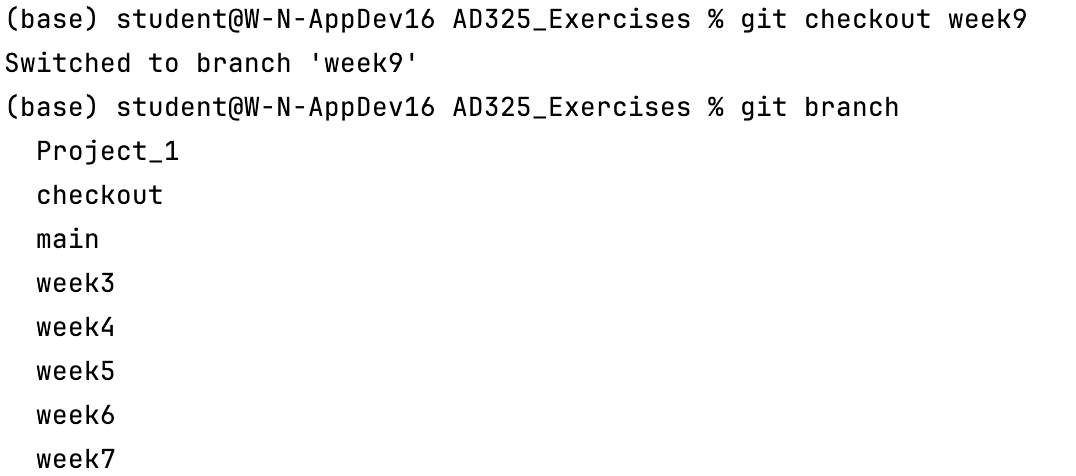 (base) student@W-N-AppDev16 AD325_Exercises % git checkout week9
Switched to branch 'week9'
(base) student@W-N-AppDev16 AD325_Exercises % git branch
  Project_1
  checkout
  main
  week3
  week4
  week5
  week6
  week7